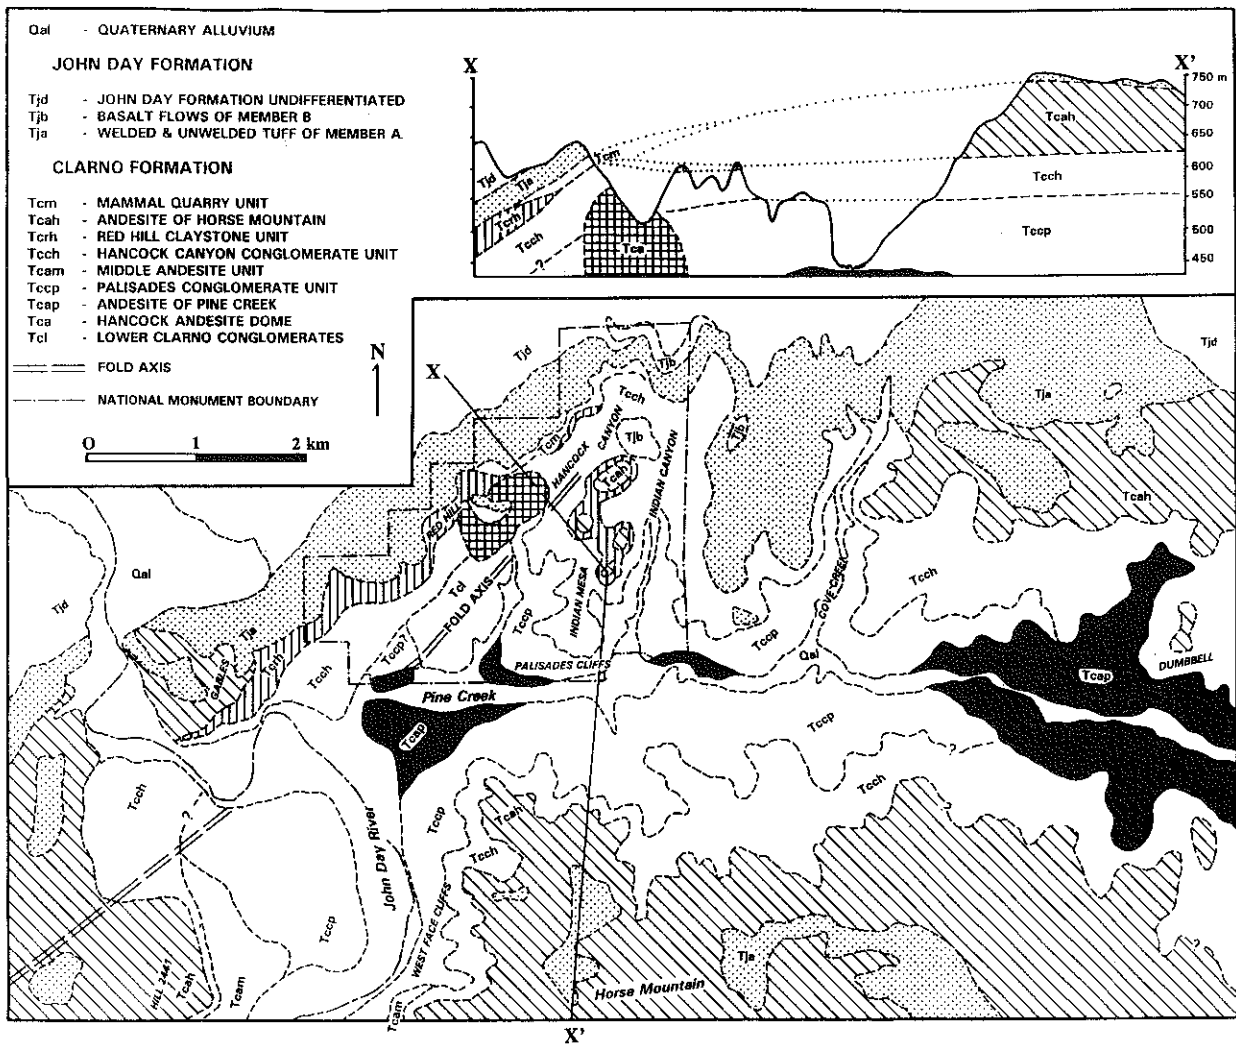 Qal - QUATERNARY ALLUVIUM
JOHN DAY FORMATION
Tjd - JOHN DAY FORMATION UNDIFFERENTIATED
Tjb - BASALT FLOWS OF MEMBER B
Tja - WELDED & UNWELDED TUFF OF MEMBER A.
CLARNO FORMATION
Tcm - MAMMAL QUARRY UNIT
Tcah - ANDESITE OF HORSE MOUNTAIN
Tcrh - RED HILL CLAYSTONE UNIT
Tcch - HANCOCK CANYON CONGLOMERATE UNIT
Tcam - MIDDLE ANDESITE UNIT
Tccp - PALISADES CONGLOMERATE UNIT
Tcap - ANDESITE OF PINE CREEK
Tca - HANCOCK ANDESITE DOME
Tcl - LOWER CLARNO CONGLOMERATES
FOLD AXIS
NATIONAL MONUMENT BOUNDARY
N
O 1 2 km
X X'
750 m
700
650
600
550
500
450
Tcah
Tcm
Tjd
Tja
Tcrh
Tcch
Tcch
Tca
Tccp
?
X
Tjd
Tjb
Tjd
Tcch
Tja
Tcm
HANCOCK CANYON
Tjb
Tjb
INDIAN CANYON
Tcah
Tcah
RED HILL
Qal
Tjd
Tcl
FOLD AXIS
Tccp
INDIAN MESA
COVE CREEK
Tcch
Tja
GABLES
Tcrh
Tcch
Tccp?
Tccp
PALISADES CLIFFS
Qal
DUMBBELL
Tcap
Pine Creek
Tcap
Tccp
Tcch
Tcch
?
John Day River
Tccp
Tcah
Tcch
WEST FACE CLIFFS
Tccp
HILL 2441
Tcah
Tcam
Tcam
Tja
?
Horse Mountain
X'